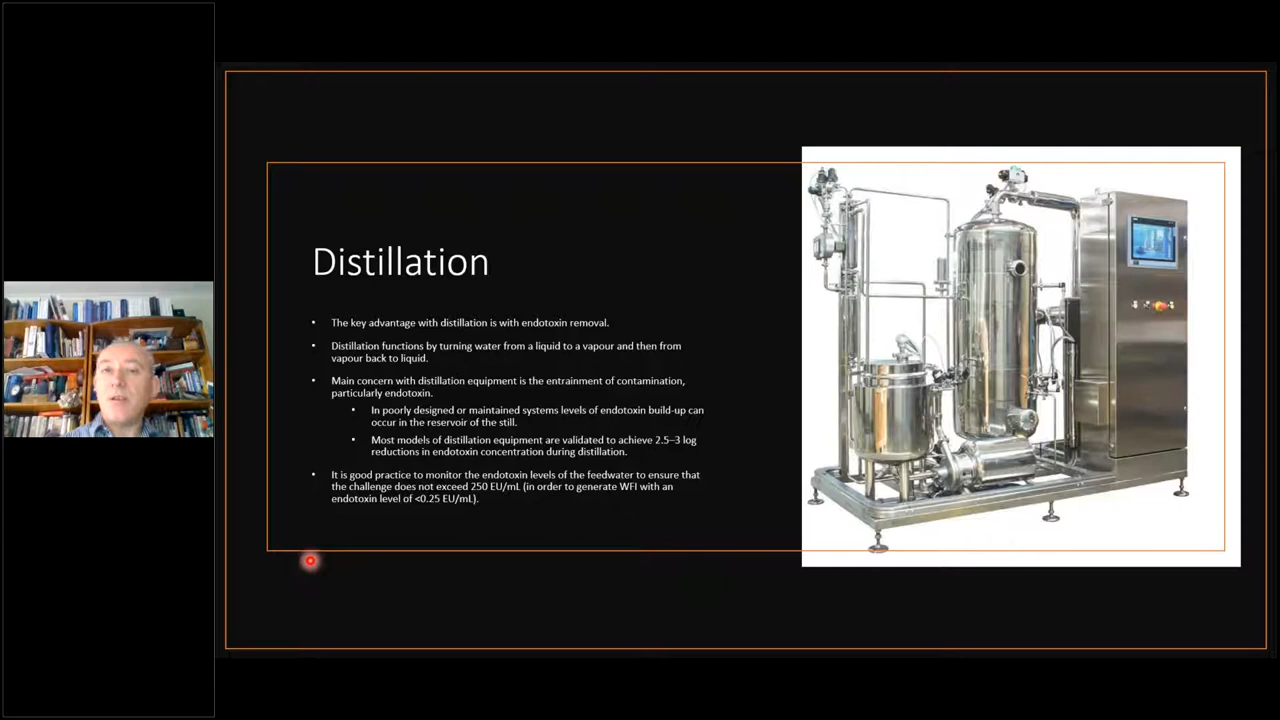 Distillation
• The key advantage with distillation is with endotoxin removal.
• Distillation functions by turning water from a liquid to a vapour and then from
vapour back to liquid.
• Main concern with distillation equipment is the entrainment of contamination,
particularly endotoxin.
• In poorly designed or maintained systems levels of endotoxin build-up can
occur in the reservoir of the still.
• Most models of distillation equipment are validated to achieve 2.5–3 log
reductions in endotoxin concentration during distillation.
• It is good practice to monitor the endotoxin levels of the feedwater to ensure that
the challenge does not exceed 250 EU/mL (in order to generate WFI with an
endotoxin level of <0.25 EU/mL).